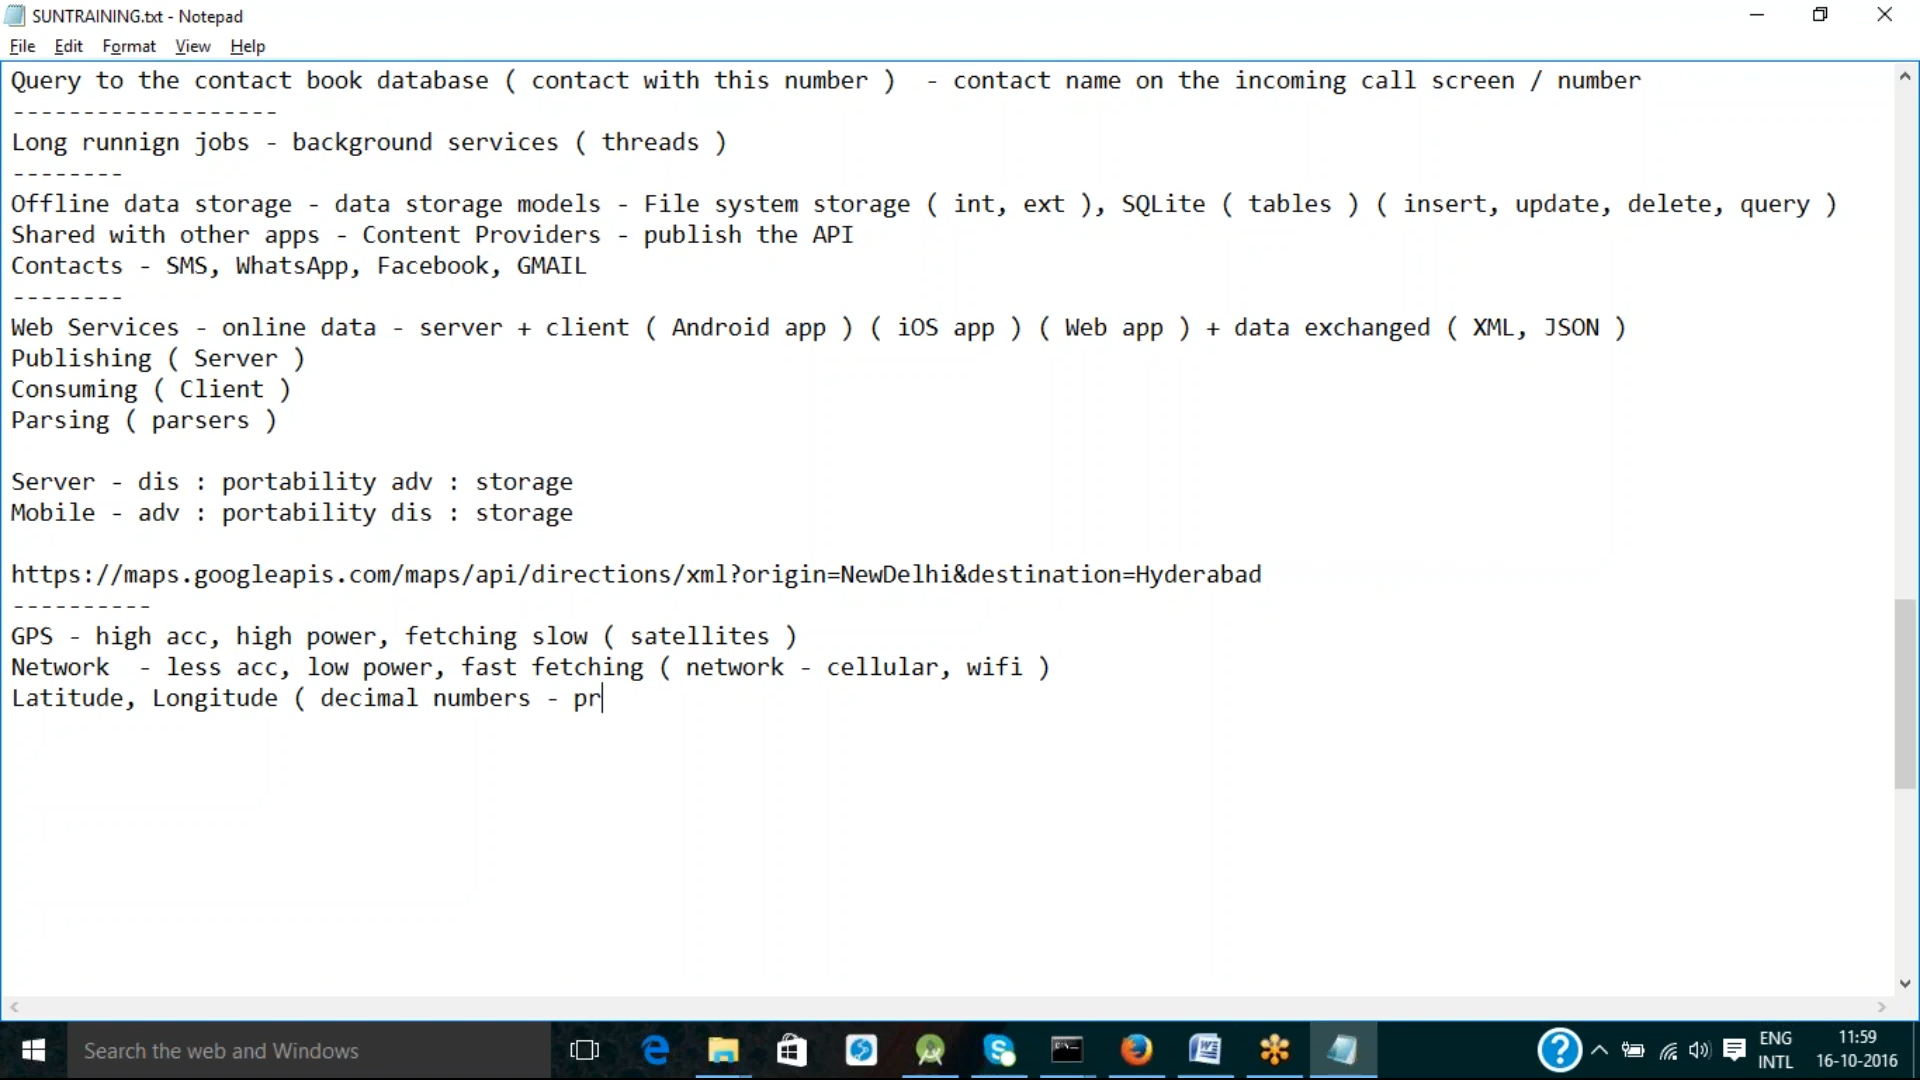 SUNTRAINING.txt - Notepad
File Edit Format View Help
Query to the contact book database ( contact with this number )  - contact name on the incoming call screen / number
-------------------
Long runnign jobs - background services ( threads )
--------
Offline data storage - data storage models - File system storage ( int, ext ), SQLite ( tables ) ( insert, update, delete, query )
Shared with other apps - Content Providers - publish the API
Contacts - SMS, WhatsApp, Facebook, GMAIL
--------
Web Services - online data - server + client ( Android app ) ( iOS app ) ( Web app ) + data exchanged ( XML, JSON )
Publishing ( Server )
Consuming ( Client )
Parsing ( parsers )
Server - dis : portability adv : storage
Mobile - adv : portability dis : storage
https://maps.googleapis.com/maps/api/directions/xml?origin=NewDelhi&destination=Hyderabad
----------
GPS - high acc, high power, fetching slow ( satellites )
Network  - less acc, low power, fast fetching ( network - cellular, wifi )
Latitude, Longitude ( decimal numbers - pr
Search the web and Windows
ENG 11:59
INTL 16-10-2016